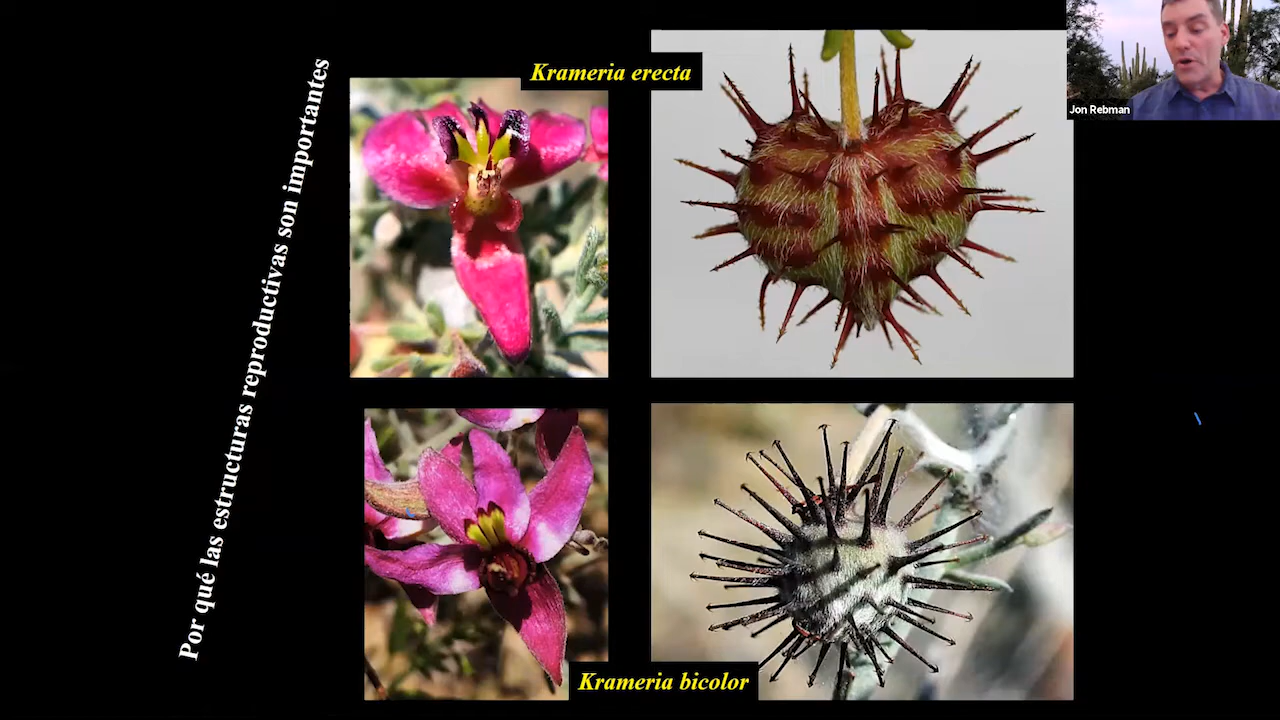 Krameria erecta
Jon Rebman
Por qué las estructuras reproductivas son importantes
Krameria bicolor